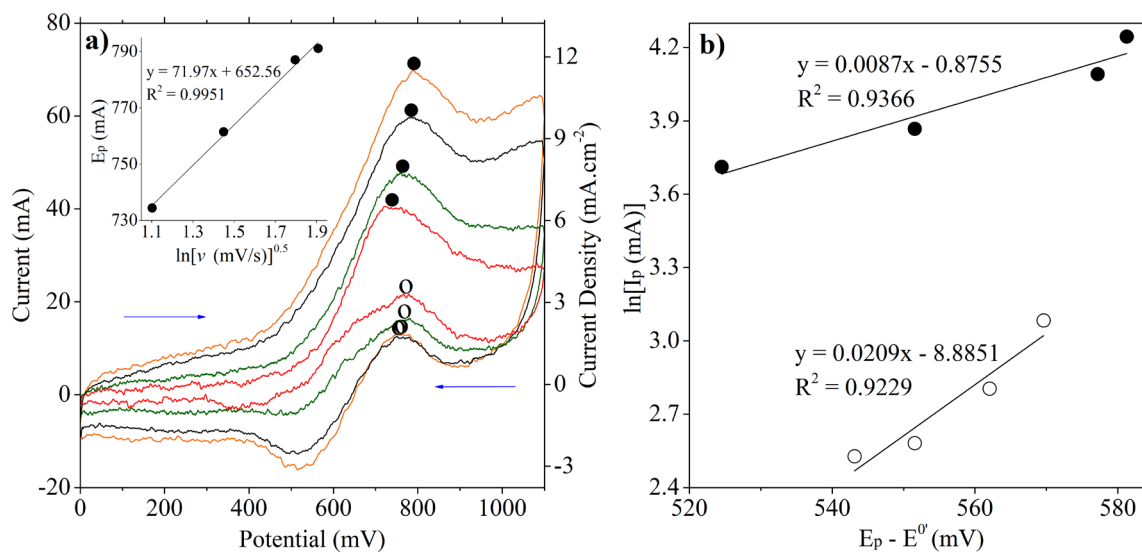 a)
80
60
40
20
0
-20
Current (mA)
0
200
400
600
800
1000
Potential (mV)
12
9
6
3
0
-3
Current Density (mA.cm-2)
790
770
750
730
Ep (mA)
1.1
1.3
1.5
1.7
1.9
ln[v (mV/s)]0.5
y = 71.97x + 652.56
R2 = 0.9951
b)
4.2
3.9
3.6
3.3
3.0
2.7
2.4
ln[Ip (mA)]
y = 0.0087x - 0.8755
R2 = 0.9366
y = 0.0209x - 8.8851
R2 = 0.9229
520
540
560
580
Ep - E0' (mV)